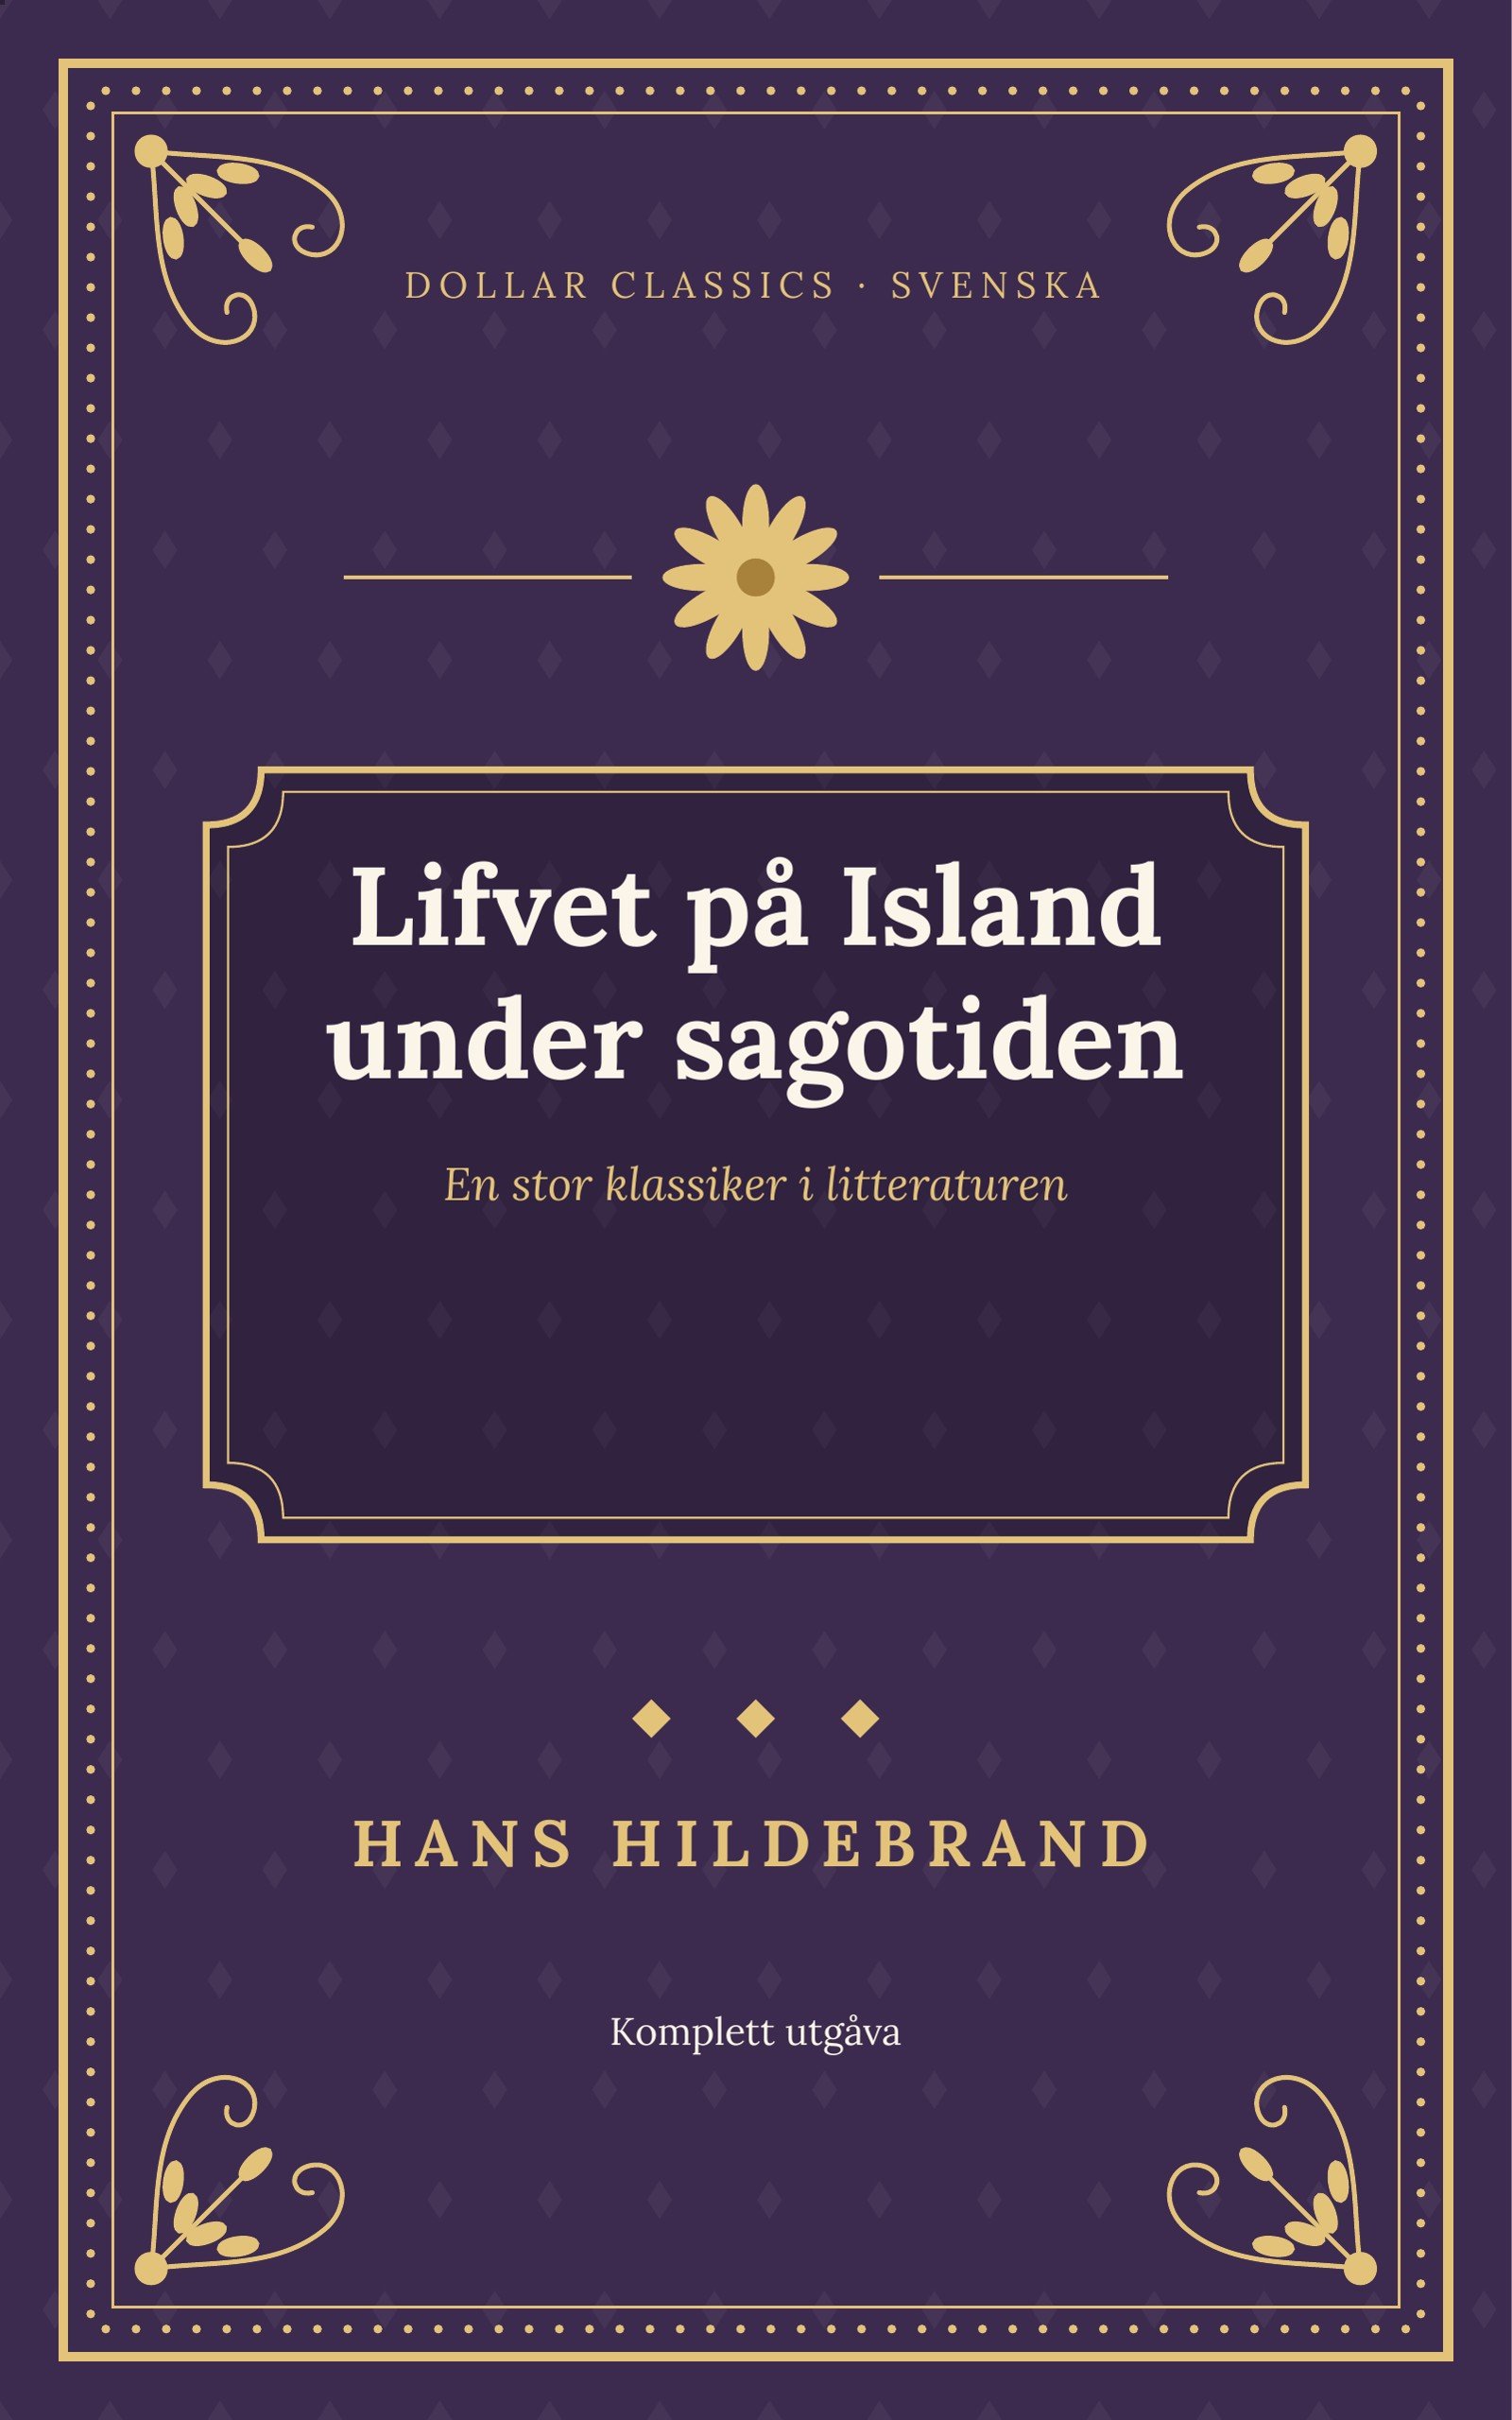 DOLLAR CLASSICS · SVENSKA
Lifvet på Island
under sagotiden
En stor klassiker i litteraturen
HANS HILDEBRAND
Komplett utgåva